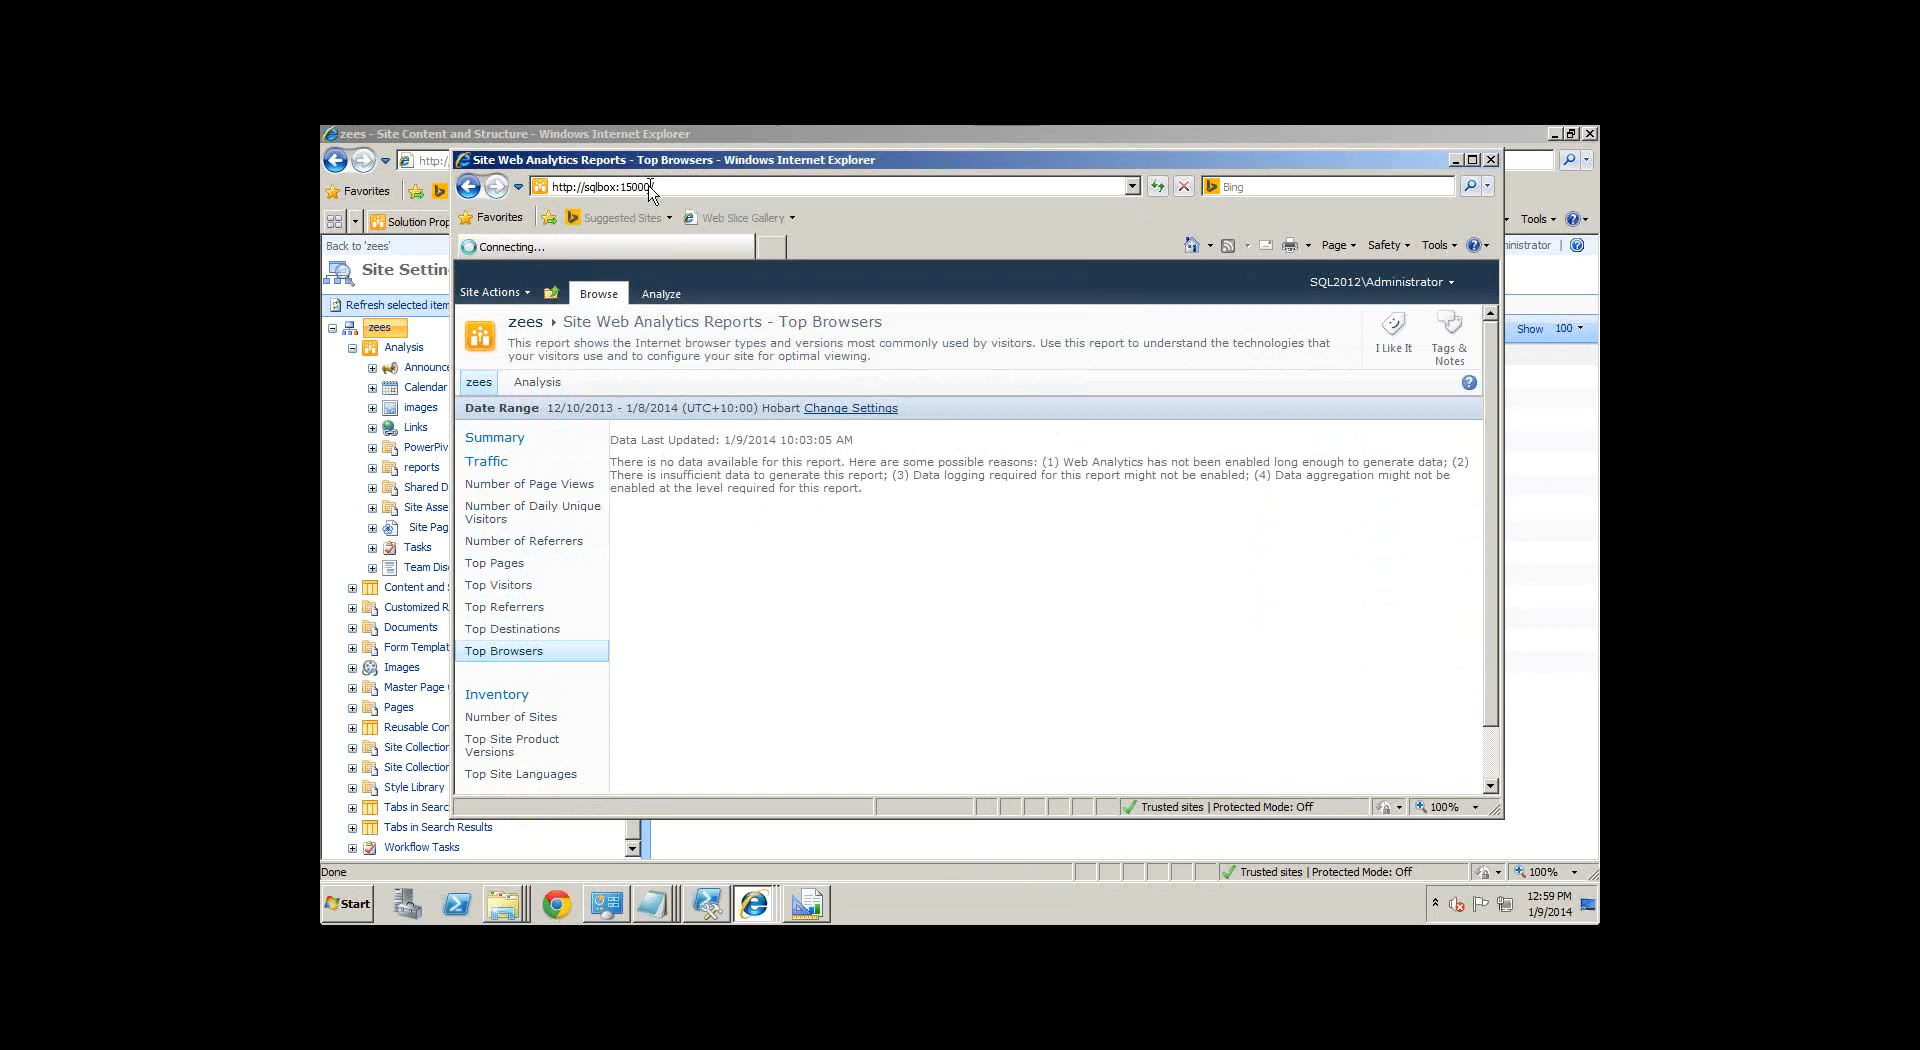 zees - Site Content and Structure - Windows Internet Explorer
http:/
Site Web Analytics Reports - Top Browsers - Windows Internet Explorer
http://sqlbox:15000/
Bing
Favorites
Favorites
Suggested Sites
Web Slice Gallery
Solution Prop
Tools
Connecting...
Page
Safety
Tools
Back to 'zees'
ninistrator
Site Settin
Refresh selected item
Site Actions
Browse
Analyze
SQL2012\Administrator
zees
Analysis
Announce
Calendar
images
Links
PowerPiv
reports
Shared D
Site Asse
Site Pag
Tasks
Team Dis
Content and S
Customized R
Documents
Form Templat
Images
Master Page
Pages
Reusable Con
Site Collection
Site Collection
Style Library
Tabs in Searc
Tabs in Search Results
Workflow Tasks
zees
Site Web Analytics Reports - Top Browsers
This report shows the Internet browser types and versions most commonly used by visitors. Use this report to understand the technologies that
your visitors use and to configure your site for optimal viewing.
I Like It
Tags &
Notes
Show 100
zees
Analysis
Date Range 12/10/2013 - 1/8/2014 (UTC+10:00) Hobart Change Settings
Summary
Traffic
Number of Page Views
Number of Daily Unique
Visitors
Number of Referrers
Top Pages
Top Visitors
Top Referrers
Top Destinations
Top Browsers
Inventory
Number of Sites
Top Site Product
Versions
Top Site Languages
Data Last Updated: 1/9/2014 10:03:05 AM
There is no data available for this report. Here are some possible reasons: (1) Web Analytics has not been enabled long enough to generate data; (2)
There is insufficient data to generate this report; (3) Data logging required for this report might not be enabled; (4) Data aggregation might not be
enabled at the level required for this report.
Trusted sites | Protected Mode: Off
100%
Done
Trusted sites | Protected Mode: Off
100%
Start
12:59 PM
1/9/2014